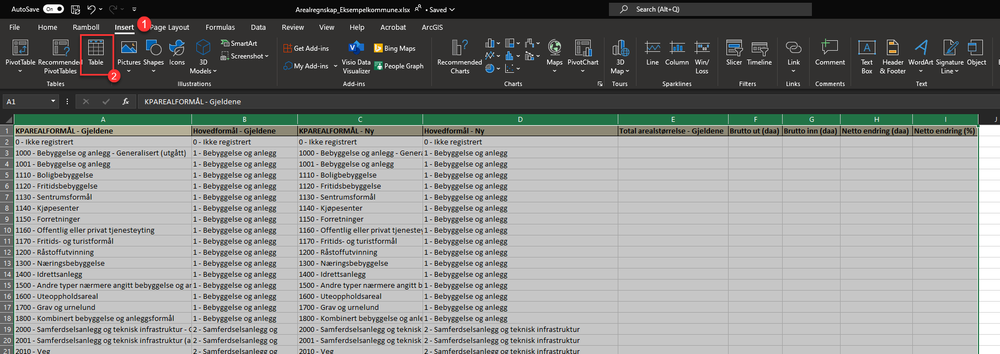 AutoSave On Arealregnskap_Eksempelkommune.xlsx • Saved Search (Alt+Q)
File Home Ramboll Insert 1 Page Layout Formulas Data Review View Help Acrobat ArcGIS
PivotTable Recommended PivotTables Table 2 Pictures Shapes Icons 3D Models SmartArt Screenshot Get Add-ins My Add-ins Visio Data Visualizer Bing Maps People Graph Recommended Charts Maps PivotChart 3D Map Line Column Win/ Loss Slicer Timeline Link Comment Text Box Header & Footer WordArt Signature Line Object
Tables Illustrations Add-ins Charts Tours Sparklines Filters Links Comments Text
A1 fx KPAREALFORMÅL - Gjeldene
A B C D E F G H I J
1 KPAREALFORMÅL - Gjeldene Hovedformål - Gjeldene KPAREALFORMÅL - Ny Hovedformål - Ny Total arealstørrelse - Gjeldene Brutto ut (daa) Brutto inn (daa) Netto endring (daa) Netto endring (%)
2 0 - Ikke registrert 0 - Ikke registrert 0 - Ikke registrert 0 - Ikke registrert
3 1000 - Bebyggelse og anlegg - Generalisert (utgått) 1 - Bebyggelse og anlegg 1000 - Bebyggelse og anlegg - Genera 1 - Bebyggelse og anlegg
4 1001 - Bebyggelse og anlegg 1 - Bebyggelse og anlegg 1001 - Bebyggelse og anlegg 1 - Bebyggelse og anlegg
5 1110 - Boligbebyggelse 1 - Bebyggelse og anlegg 1110 - Boligbebyggelse 1 - Bebyggelse og anlegg
6 1120 - Fritidsbebyggelse 1 - Bebyggelse og anlegg 1120 - Fritidsbebyggelse 1 - Bebyggelse og anlegg
7 1130 - Sentrumsformål 1 - Bebyggelse og anlegg 1130 - Sentrumsformål 1 - Bebyggelse og anlegg
8 1140 - Kjøpesenter 1 - Bebyggelse og anlegg 1140 - Kjøpesenter 1 - Bebyggelse og anlegg
9 1150 - Forretninger 1 - Bebyggelse og anlegg 1150 - Forretninger 1 - Bebyggelse og anlegg
10 1160 - Offentlig eller privat tjenesteyting 1 - Bebyggelse og anlegg 1160 - Offentlig eller privat tjenestey 1 - Bebyggelse og anlegg
11 1170 - Fritids- og turistformål 1 - Bebyggelse og anlegg 1170 - Fritids- og turistformål 1 - Bebyggelse og anlegg
12 1200 - Råstoffutvinning 1 - Bebyggelse og anlegg 1200 - Råstoffutvinning 1 - Bebyggelse og anlegg
13 1300 - Næringsbebyggelse 1 - Bebyggelse og anlegg 1300 - Næringsbebyggelse 1 - Bebyggelse og anlegg
14 1400 - Idrettsanlegg 1 - Bebyggelse og anlegg 1400 - Idrettsanlegg 1 - Bebyggelse og anlegg
15 1500 - Andre typer nærmere angitt bebyggelse og ar 1 - Bebyggelse og anlegg 1500 - Andre typer nærmere angitt b 1 - Bebyggelse og anlegg
16 1600 - Uteoppholdsareal 1 - Bebyggelse og anlegg 1600 - Uteoppholdsareal 1 - Bebyggelse og anlegg
17 1700 - Grav og urnelund 1 - Bebyggelse og anlegg 1700 - Grav og urnelund 1 - Bebyggelse og anlegg
18 1800 - Kombinert bebyggelse og anleggsformål 1 - Bebyggelse og anlegg 1800 - Kombinert bebyggelse og anle 1 - Bebyggelse og anlegg
19 2000 - Samferdselsanlegg og teknisk infrastruktur - G 2 - Samferdselsanlegg og 2000 - Samferdselsanlegg og teknisk 2 - Samferdselsanlegg og teknisk infrastruktur
20 2001 - Samferdselsanlegg og teknisk infrastruktur (a 2 - Samferdselsanlegg og 2001 - Samferdselsanlegg og teknisk 2 - Samferdselsanlegg og teknisk infrastruktur
21 2010 - Veg 2 - Samferdselsanlegg og 2010 - Veg 2 - Samferdselsanlegg og teknisk infrastruktur